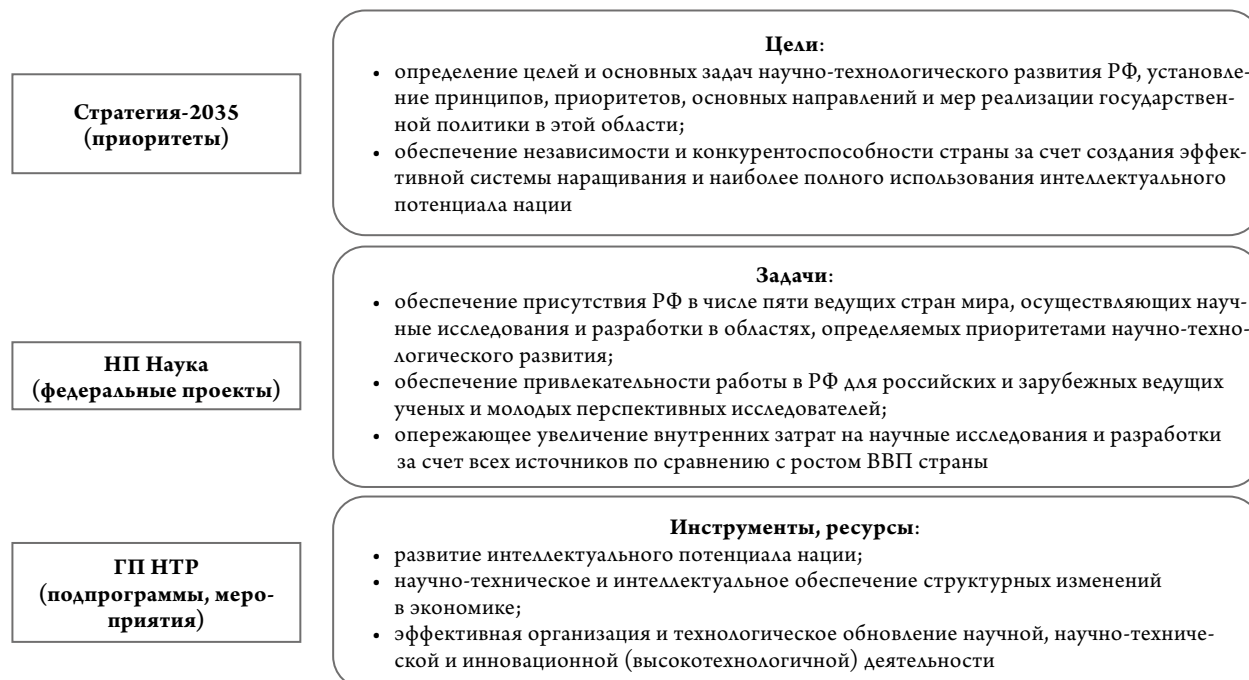 Стратегия-2035
(приоритеты)
Цели:
• определение целей и основных задач научно-технологического развития РФ, установле-
ние принципов, приоритетов, основных направлений и мер реализации государствен-
ной политики в этой области;
• обеспечение независимости и конкурентоспособности страны за счет создания эффек-
тивной системы наращивания и наиболее полного использования интеллектуального
потенциала нации
НП Наука
(федеральные проекты)
Задачи:
• обеспечение присутствия РФ в числе пяти ведущих стран мира, осуществляющих науч-
ные исследования и разработки в областях, определяемых приоритетами научно-техно-
логического развития;
• обеспечение привлекательности работы в РФ для российских и зарубежных ведущих
ученых и молодых перспективных исследователей;
• опережающее увеличение внутренних затрат на научные исследования и разработки
за счет всех источников по сравнению с ростом ВВП страны
ГП НТР
(подпрограммы, меро-
приятия)
Инструменты, ресурсы:
• развитие интеллектуального потенциала нации;
• научно-техническое и интеллектуальное обеспечение структурных изменений
в экономике;
• эффективная организация и технологическое обновление научной, научно-техниче-
ской и инновационной (высокотехнологичной) деятельности